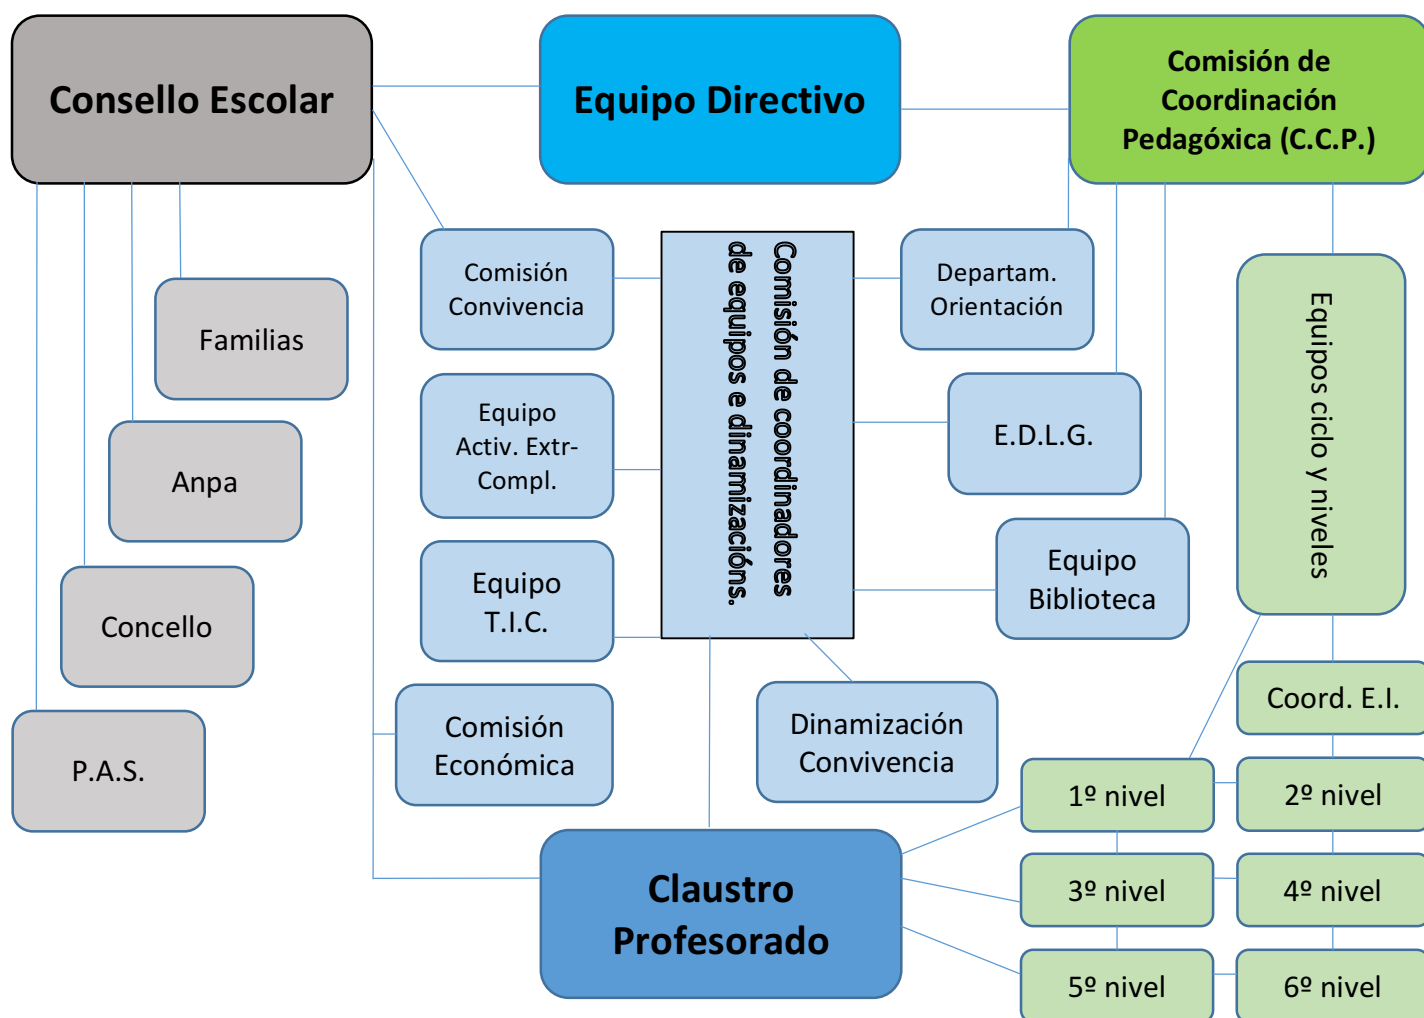 Consello Escolar
Equipo Directivo
Comisión de
Coordinación
Pedagóxica (C.C.P.)
Familias
Anpa
Concello
P.A.S.
Comisión
Convivencia
Equipo
Activ. Extr-
Compl.
Equipo
T.I.C.
Comisión
Económica
Comisión de coordinadores
de equipos e dinamizacións.
Departam.
Orientación
E.D.L.G.
Equipo
Biblioteca
Dinamización
Convivencia
Equipos ciclo y niveles
Coord. E.I.
1º nivel
2º nivel
3º nivel
4º nivel
5º nivel
6º nivel
Claustro
Profesorado